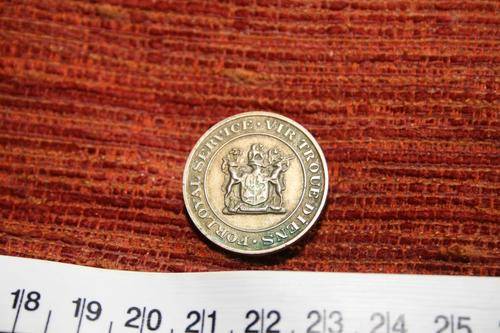 FOR LOYAL SERVICE · VIR TROUE DIENS ·
18 19 20 21 22 23 24 25